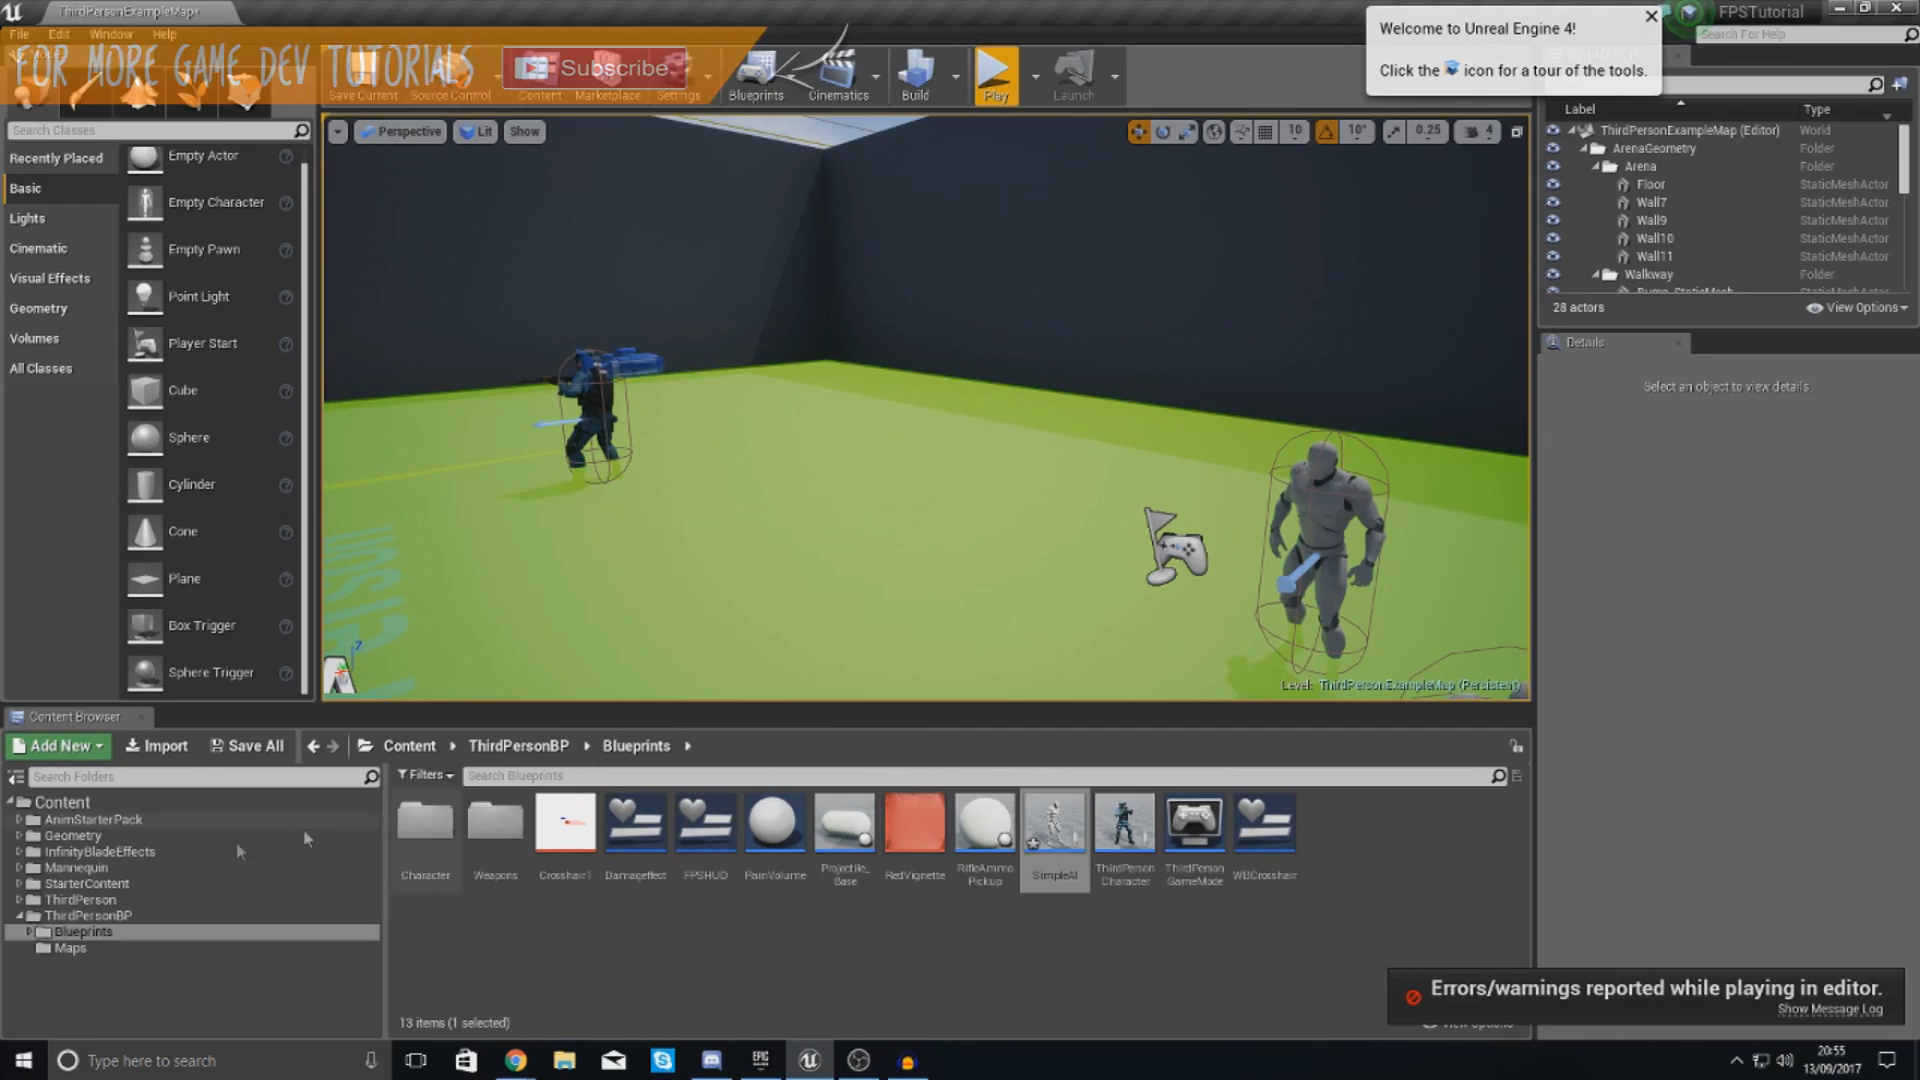 ThirdPersonExampleMap*
FPSTutorial
File Edit Window Help
Search For Help
FOR MORE GAME DEV TUTORIALS
Subscribe
Save Current Source Control Content Marketplace Settings Blueprints Cinematics Build Play Launch
Welcome to Unreal Engine 4!
Click the icon for a tour of the tools.
Search Classes
Recently Placed
Basic
Lights
Cinematic
Visual Effects
Geometry
Volumes
All Classes
Empty Actor
Empty Character
Empty Pawn
Point Light
Player Start
Cube
Sphere
Cylinder
Cone
Plane
Box Trigger
Sphere Trigger
Perspective Lit Show
10 10° 0.25 4
Level: ThirdPersonExampleMap (Persistent)
Label Type
ThirdPersonExampleMap (Editor) World
ArenaGeometry Folder
Arena Folder
Floor StaticMeshActor
Wall7 StaticMeshActor
Wall9 StaticMeshActor
Wall10 StaticMeshActor
Wall11 StaticMeshActor
Walkway Folder
Bump_StaticMesh StaticMeshActor
28 actors
View Options
Details
Select an object to view details
Content Browser
Add New Import Save All Content ThirdPersonBP Blueprints
Search Folders
Filters Search Blueprints
Content
AnimStarterPack
Geometry
InfinityBladeEffects
Mannequin
StarterContent
ThirdPerson
ThirdPersonBP
Blueprints
Maps
Character
Weapons
Crosshair1
Dameffect
FPSHUD
PainVolume
Projectile_
Base
RedVignette
RifleAmmo
Pickup
SimpleAI
ThirdPerson
Character
ThirdPerson
GameMode
WBCrosshair
13 items (1 selected)
View Options
Errors/warnings reported while playing in editor.
Show Message Log
Type here to search
EPIC
GAMES
20:55
13/09/2017